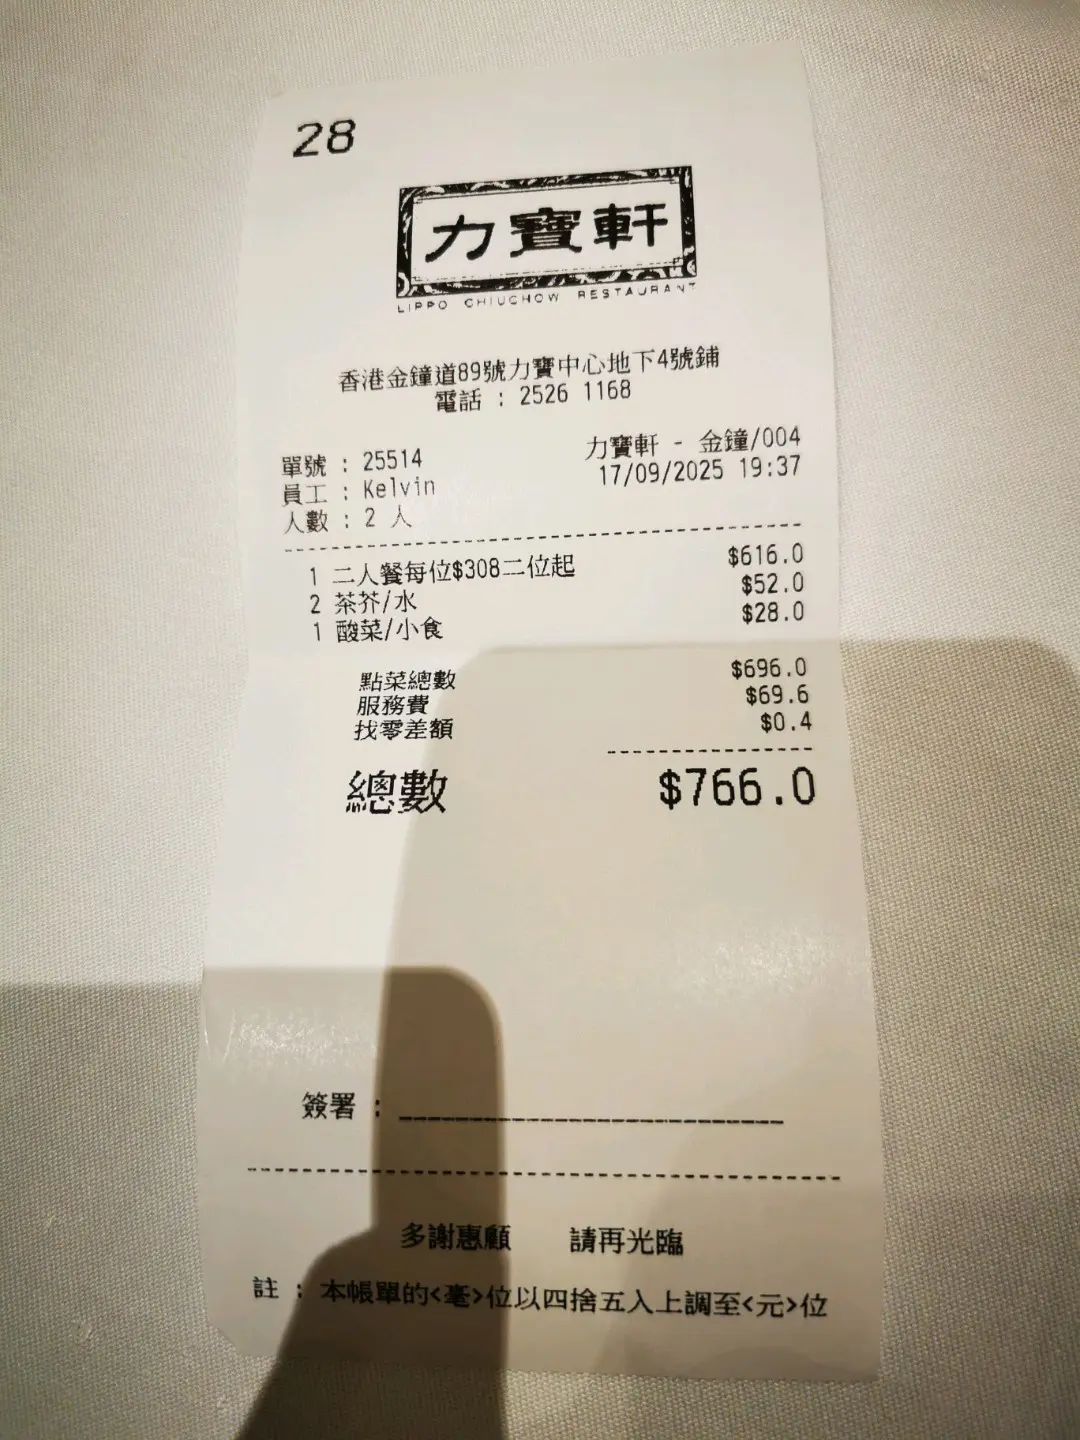 28
力寶軒
LIPPO CHIUCHOW RESTAURANT
香港金鐘道89號力寶中心地下4號鋪
電話 : 2526 1168
單號 : 25514 力寶軒 - 金鐘/004
員工 : Kelvin 17/09/2025 19:37
人數 : 2 人
1 二人餐每位$308二位起 $616.0
2 茶芥/水 $52.0
1 酸菜/小食 $28.0
點菜總數 $696.0
服務費 $69.6
找零差額 $0.4
總數 $766.0
簽署 :
多謝惠顧 請再光臨
註 : 本帳單的<毫>位以四捨五入上調至<元>位